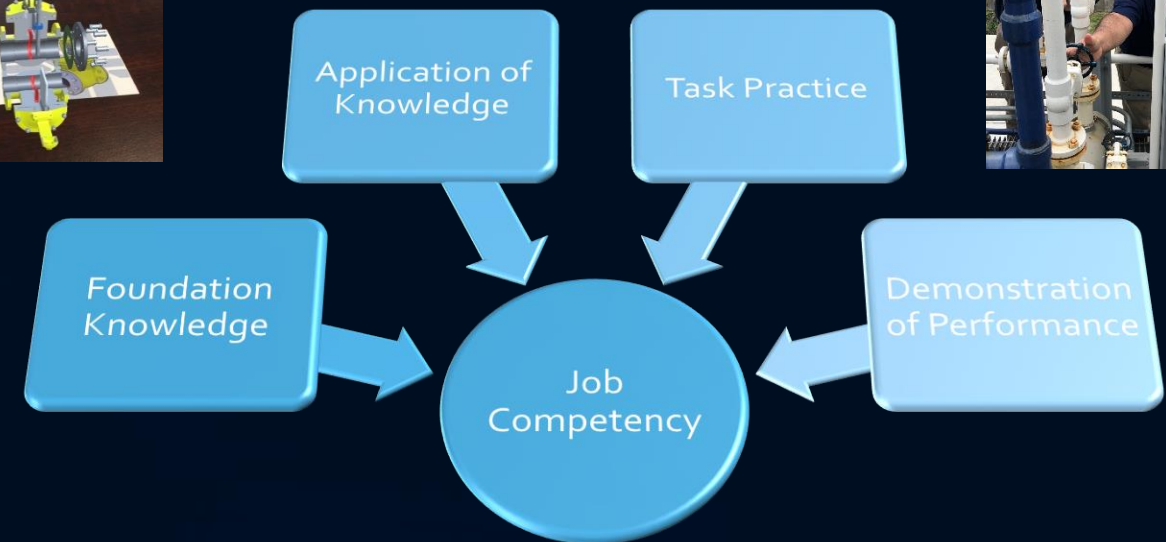 Application of
Knowledge
Task Practice
Foundation
Knowledge
Demonstration
of Performance
Job
Competency